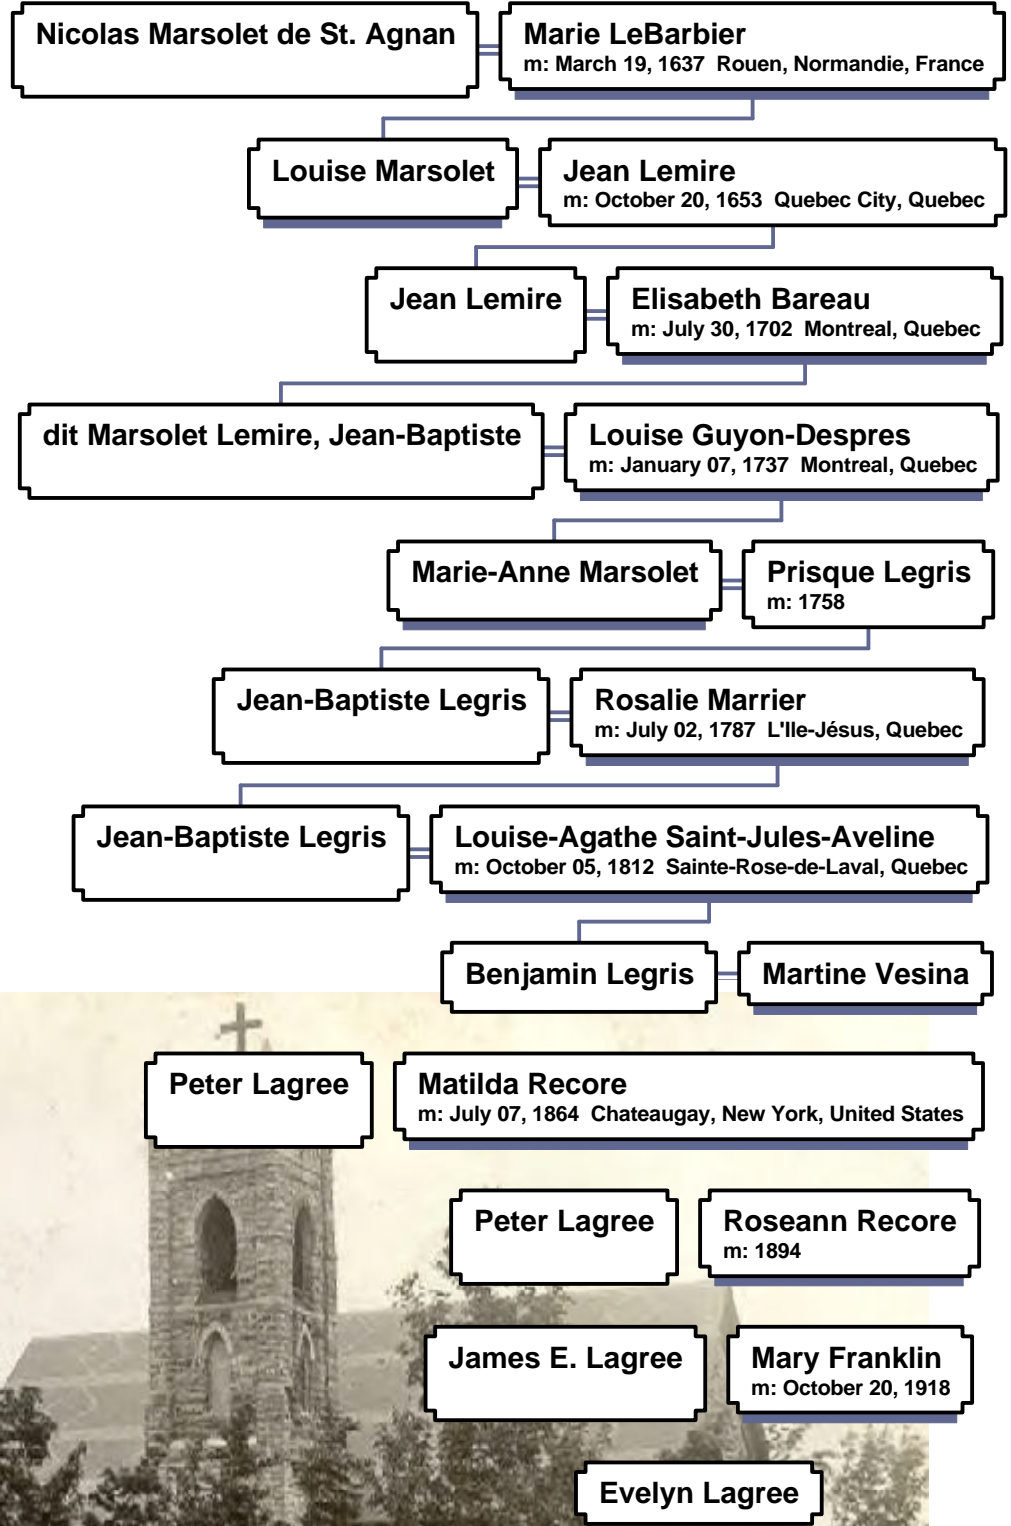 Nicolas Marsolet de St. Agnan
Marie LeBarbier
m: March 19, 1637 Rouen, Normandie, France
Louise Marsolet
Jean Lemire
m: October 20, 1653 Quebec City, Quebec
Jean Lemire
Elisabeth Bareau
m: July 30, 1702 Montreal, Quebec
dit Marsolet Lemire, Jean-Baptiste
Louise Guyon-Despres
m: January 07, 1737 Montreal, Quebec
Marie-Anne Marsolet
Prisque Legris
m: 1758
Jean-Baptiste Legris
Rosalie Marrier
m: July 02, 1787 L'Ile-Jésus, Quebec
Jean-Baptiste Legris
Louise-Agathe Saint-Jules-Aveline
m: October 05, 1812 Sainte-Rose-de-Laval, Quebec
Benjamin Legris
Martine Vesina
Peter Lagree
Matilda Recore
m: July 07, 1864 Chateaugay, New York, United States
Peter Lagree
Roseann Recore
m: 1894
James E. Lagree
Mary Franklin
m: October 20, 1918
Evelyn Lagree